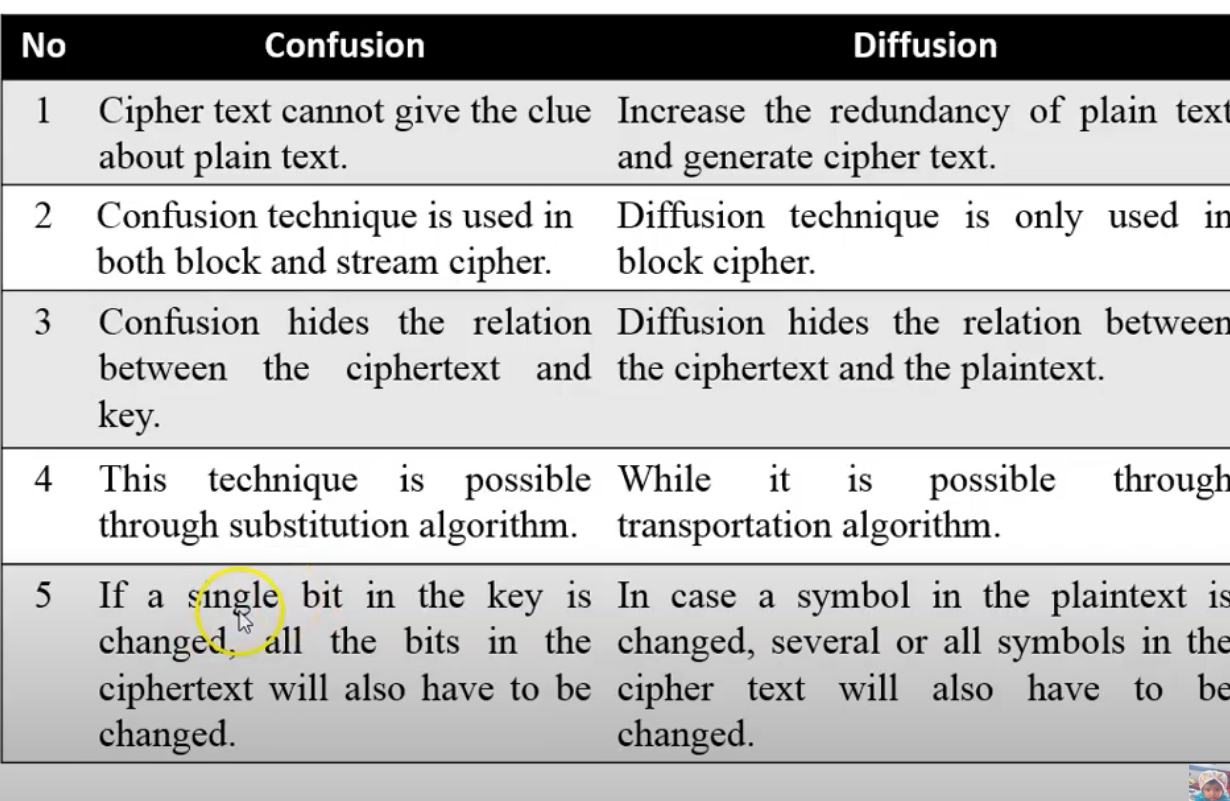 No Confusion Diffusion
1 Cipher text cannot give the clue Increase the redundancy of plain text
about plain text. and generate cipher text.
2 Confusion technique is used in Diffusion technique is only used in
both block and stream cipher. block cipher.
3 Confusion hides the relation Diffusion hides the relation between
between the ciphertext and the ciphertext and the plaintext.
key.
4 This technique is possible While it is possible through
through substitution algorithm. transportation algorithm.
5 If a single bit in the key is In case a symbol in the plaintext is
changed, all the bits in the changed, several or all symbols in the
ciphertext will also have to be cipher text will also have to be
changed. changed.